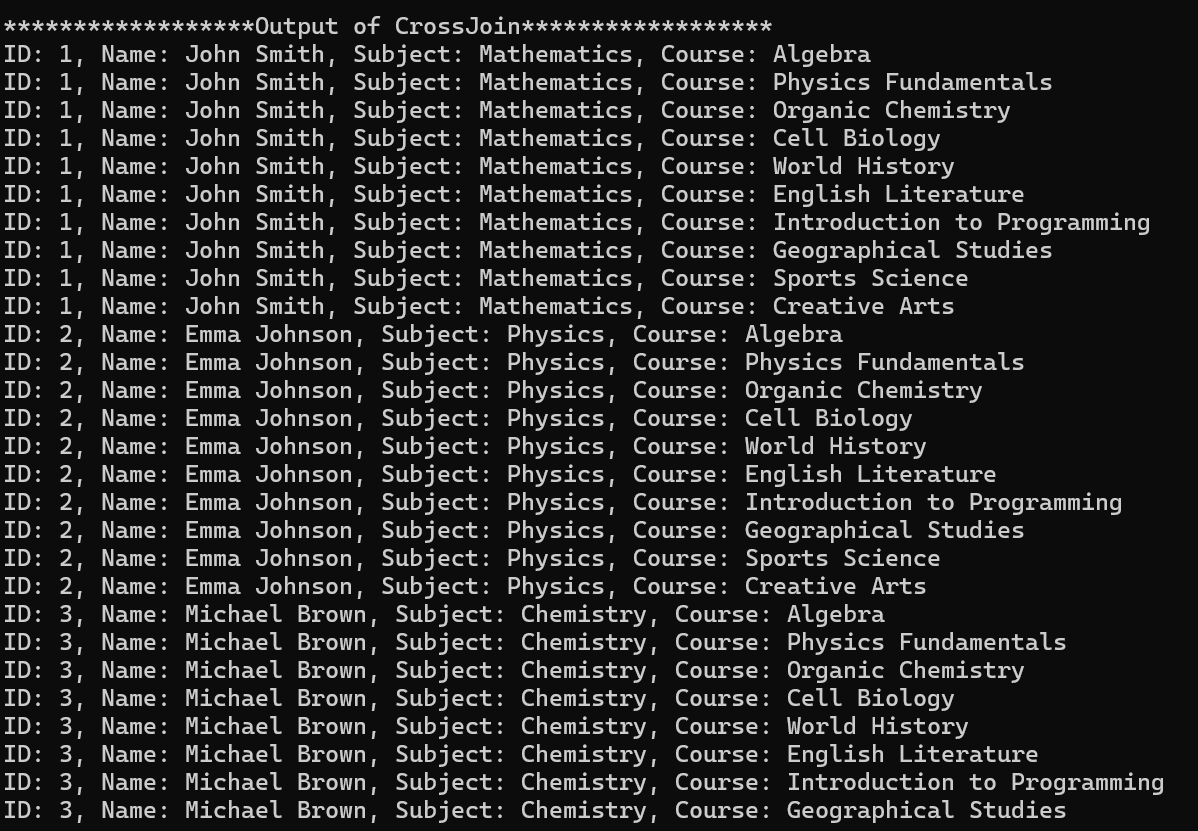 ******************Output of CrossJoin******************
ID: 1, Name: John Smith, Subject: Mathematics, Course: Algebra
ID: 1, Name: John Smith, Subject: Mathematics, Course: Physics Fundamentals
ID: 1, Name: John Smith, Subject: Mathematics, Course: Organic Chemistry
ID: 1, Name: John Smith, Subject: Mathematics, Course: Cell Biology
ID: 1, Name: John Smith, Subject: Mathematics, Course: World History
ID: 1, Name: John Smith, Subject: Mathematics, Course: English Literature
ID: 1, Name: John Smith, Subject: Mathematics, Course: Introduction to Programming
ID: 1, Name: John Smith, Subject: Mathematics, Course: Geographical Studies
ID: 1, Name: John Smith, Subject: Mathematics, Course: Sports Science
ID: 1, Name: John Smith, Subject: Mathematics, Course: Creative Arts
ID: 2, Name: Emma Johnson, Subject: Physics, Course: Algebra
ID: 2, Name: Emma Johnson, Subject: Physics, Course: Physics Fundamentals
ID: 2, Name: Emma Johnson, Subject: Physics, Course: Organic Chemistry
ID: 2, Name: Emma Johnson, Subject: Physics, Course: Cell Biology
ID: 2, Name: Emma Johnson, Subject: Physics, Course: World History
ID: 2, Name: Emma Johnson, Subject: Physics, Course: English Literature
ID: 2, Name: Emma Johnson, Subject: Physics, Course: Introduction to Programming
ID: 2, Name: Emma Johnson, Subject: Physics, Course: Geographical Studies
ID: 2, Name: Emma Johnson, Subject: Physics, Course: Sports Science
ID: 2, Name: Emma Johnson, Subject: Physics, Course: Creative Arts
ID: 3, Name: Michael Brown, Subject: Chemistry, Course: Algebra
ID: 3, Name: Michael Brown, Subject: Chemistry, Course: Physics Fundamentals
ID: 3, Name: Michael Brown, Subject: Chemistry, Course: Organic Chemistry
ID: 3, Name: Michael Brown, Subject: Chemistry, Course: Cell Biology
ID: 3, Name: Michael Brown, Subject: Chemistry, Course: World History
ID: 3, Name: Michael Brown, Subject: Chemistry, Course: English Literature
ID: 3, Name: Michael Brown, Subject: Chemistry, Course: Introduction to Programming
ID: 3, Name: Michael Brown, Subject: Chemistry, Course: Geographical Studies